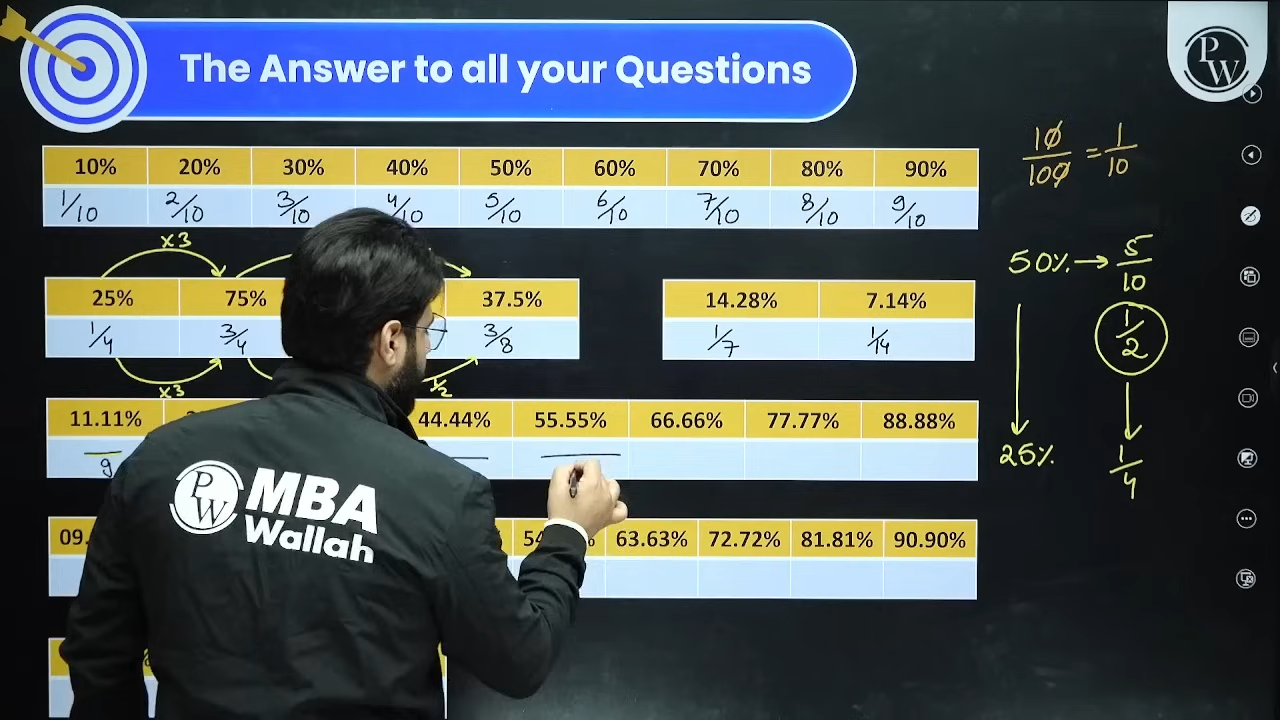 The Answer to all your Questions
PW
10% 20% 30% 40% 50% 60% 70% 80% 90%
1/10 2/10 3/10 4/10 5/10 6/10 7/10 8/10 9/10
10/100 = 1/10
x3
50% → 5/10
25% 75% 37.5% 14.28% 7.14%
1/4 3/4 3/8 1/7 1/14
1/2
x3 1/2
11.11% 44.44% 55.55% 66.66% 77.77% 88.88%
9
25% 1/4
PW MBA
Wallah
09. 63.63% 72.72% 81.81% 90.90%